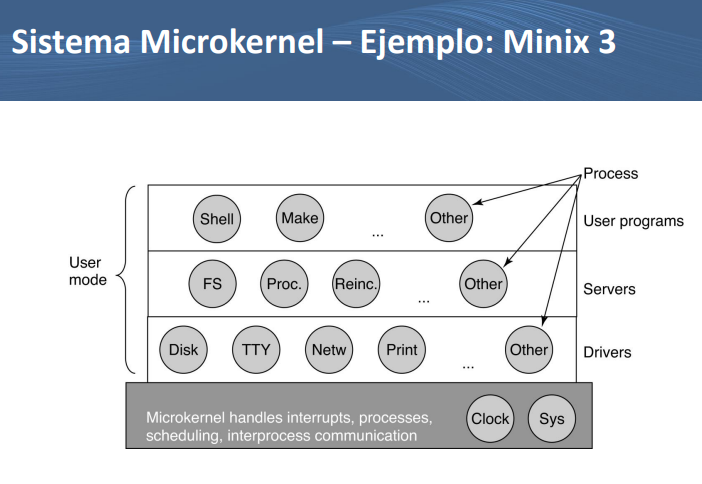 Sistema Microkernel – Ejemplo: Minix 3
Process
Shell
Make
...
Other
User programs
User
mode
FS
Proc.
Reinc.
...
Other
Servers
Disk
TTY
Netw
Print
...
Other
Drivers
Microkernel handles interrupts, processes,
scheduling, interprocess communication
Clock
Sys